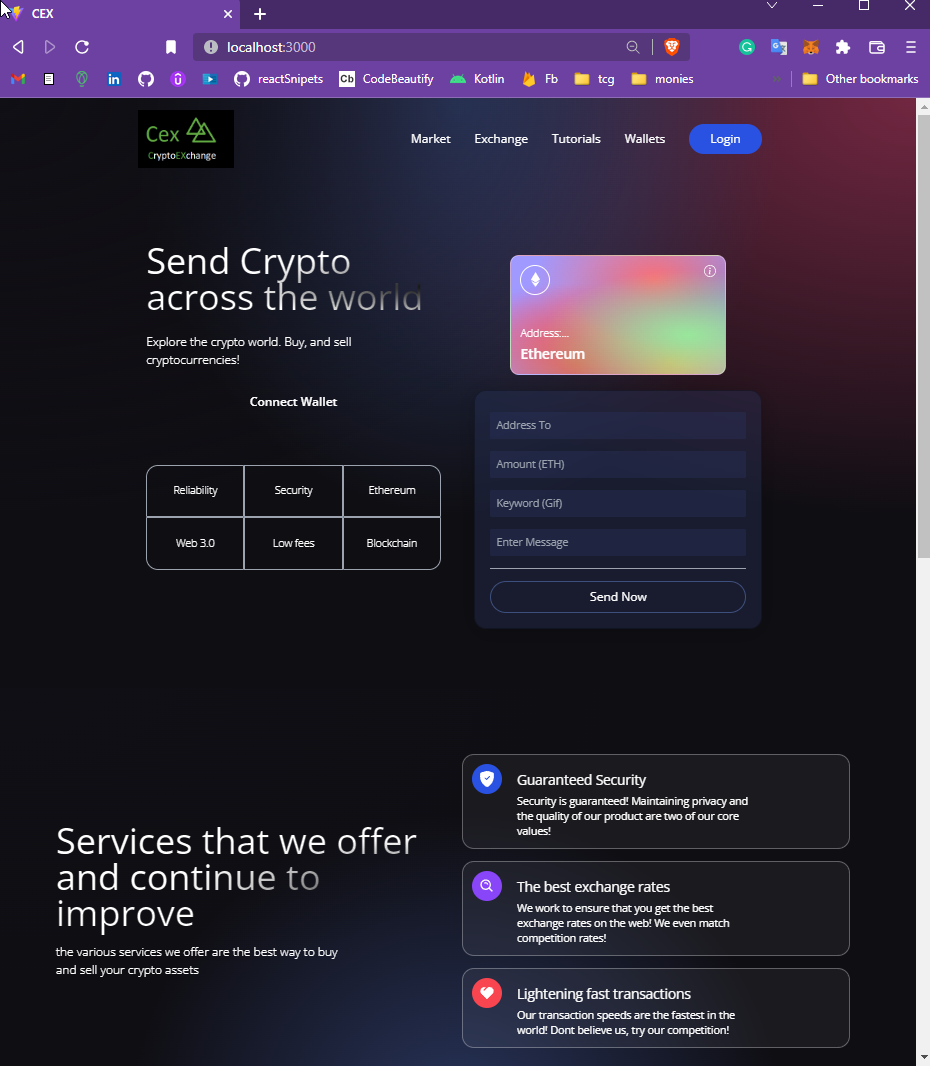 CEX
localhost:3000
reactSnipets
Cb CodeBeautify
Kotlin
Fb
tcg
monies
Other bookmarks
Cex
CryptoEXchange
Market
Exchange
Tutorials
Wallets
Login
Send Crypto
across the world
Explore the crypto world. Buy, and sell
cryptocurrencies!
Connect Wallet
Reliability
Security
Ethereum
Web 3.0
Low fees
Blockchain
Address:...
Ethereum
Address To
Amount (ETH)
Keyword (Gif)
Enter Message
Send Now
Services that we offer
and continue to
improve
the various services we offer are the best way to buy
and sell your crypto assets
Guaranteed Security
Security is guaranteed! Maintaining privacy and
the quality of our product are two of our core
values!
The best exchange rates
We work to ensure that you get the best
exchange rates on the web! We even match
competition rates!
Lightening fast transactions
Our transaction speeds are the fastest in the
world! Dont believe us, try our competition!